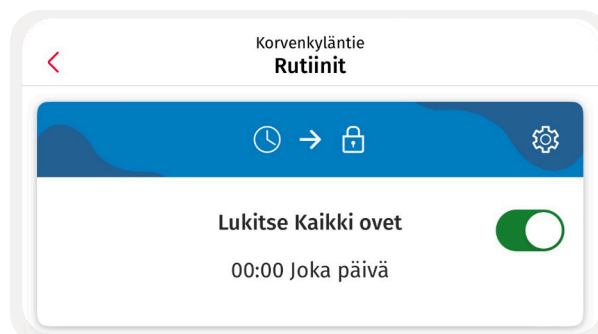 Korvenkyläntie
Rutiinit
Lukitse Kaikki ovet
00:00 Joka päivä